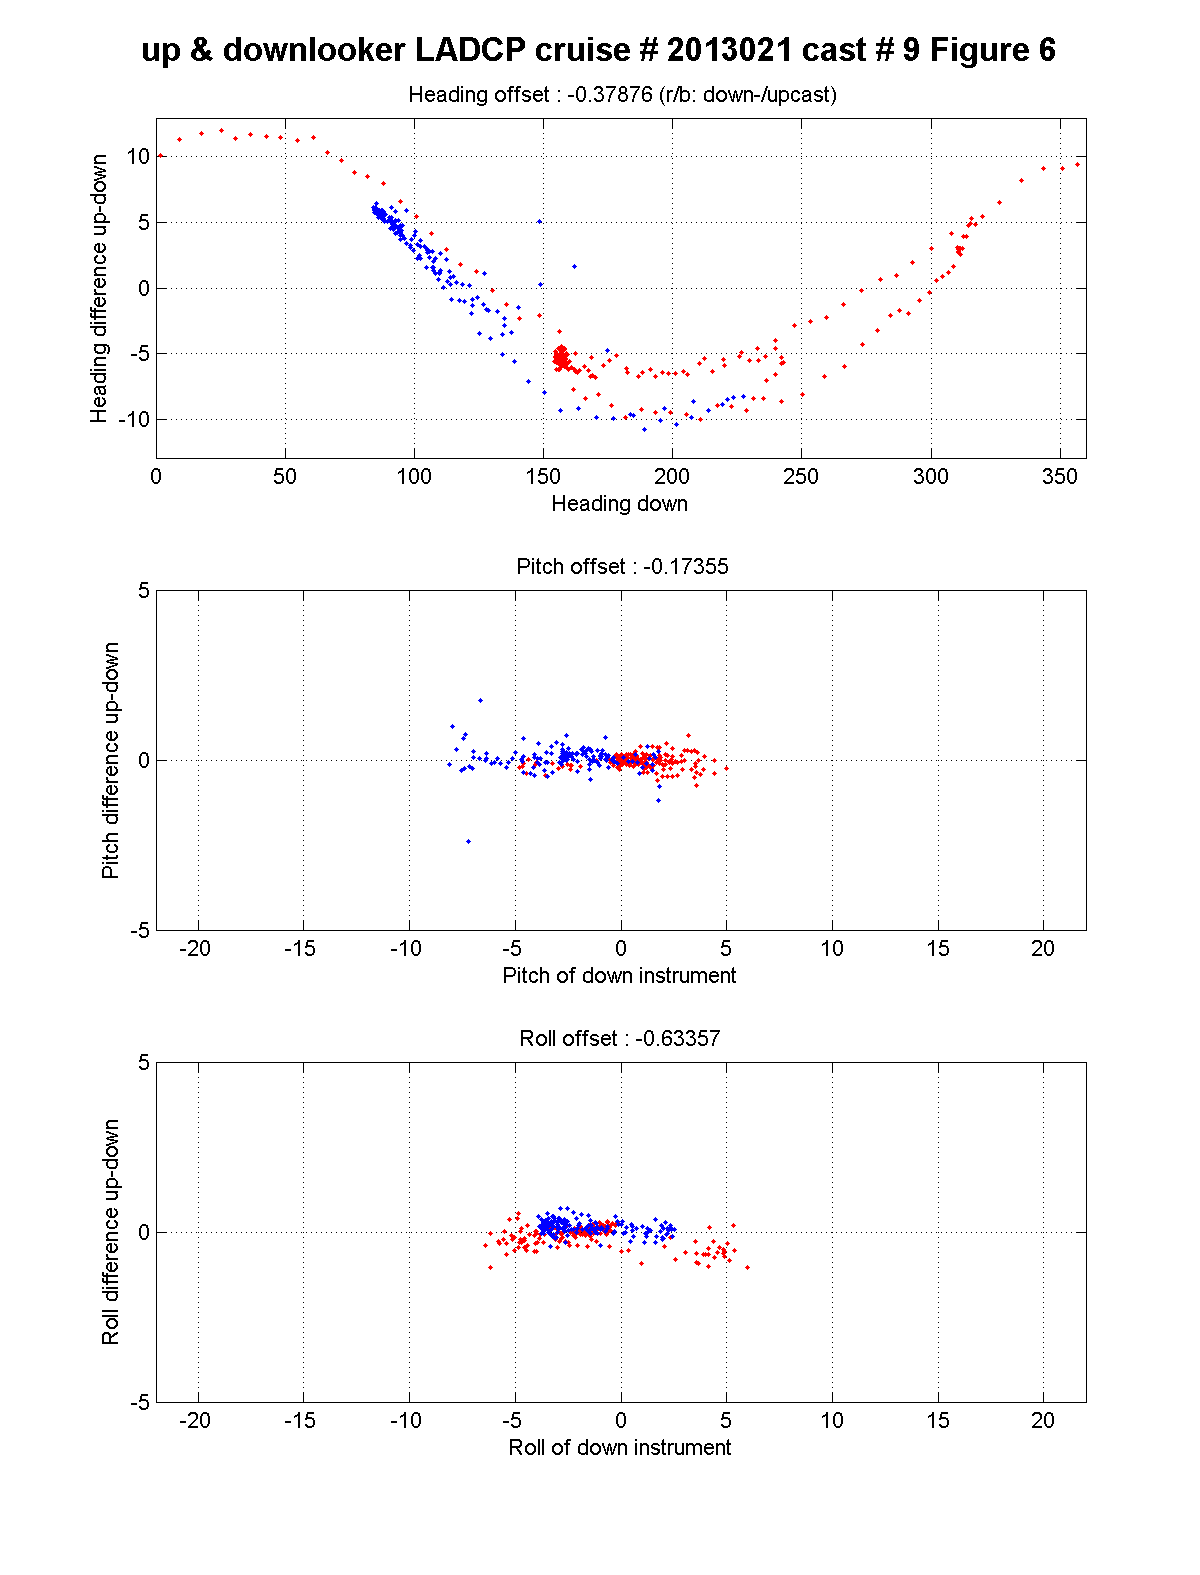 up & downlooker LADCP cruise # 2013021 cast # 9 Figure 6
Heading offset : -0.37876 (r/b: down-/upcast)
Heading difference up-down
10
5
0
-5
-10
0 50 100 150 200 250 300 350
Heading down
Pitch offset : -0.17355
Pitch difference up-down
5
0
-5
-20 -15 -10 -5 0 5 10 15 20
Pitch of down instrument
Roll offset : -0.63357
Roll difference up-down
5
0
-5
-20 -15 -10 -5 0 5 10 15 20
Roll of down instrument